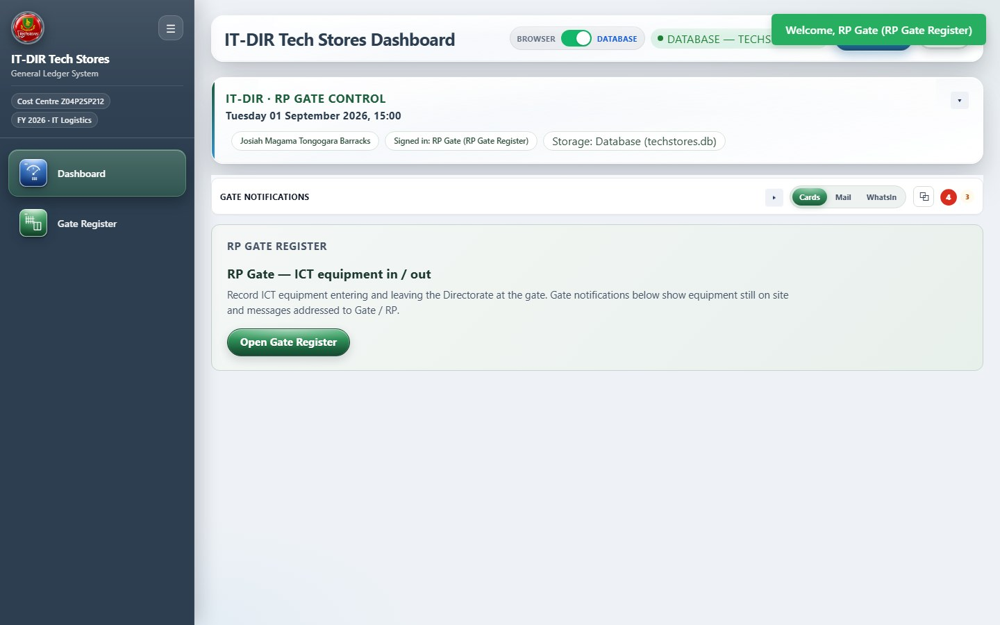 techstores
IT-DIR Tech Stores
General Ledger System
Cost Centre Z04P2SP212
FY 2026 · IT Logistics
Dashboard
Gate Register
IT-DIR Tech Stores Dashboard
BROWSER
DATABASE
DATABASE — TECHS
Welcome, RP Gate (RP Gate Register)
IT-DIR · RP GATE CONTROL
Tuesday 01 September 2026, 15:00
Josiah Magama Tongogara Barracks
Signed in: RP Gate (RP Gate Register)
Storage: Database (techstores.db)
GATE NOTIFICATIONS
Cards
Mail
WhatsIn
4
3
RP GATE REGISTER
RP Gate — ICT equipment in / out
Record ICT equipment entering and leaving the Directorate at the gate. Gate notifications below show equipment still on site
and messages addressed to Gate / RP.
Open Gate Register